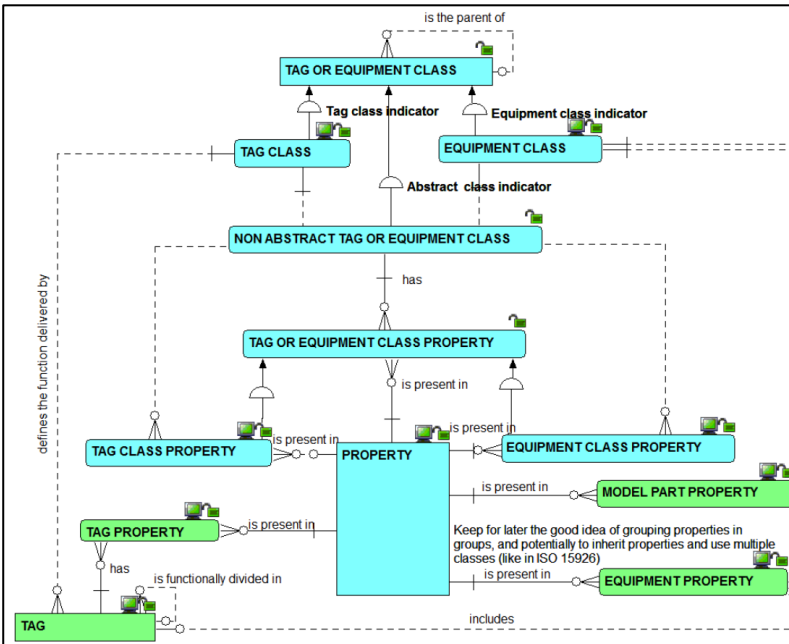 is the parent of
TAG OR EQUIPMENT CLASS
Tag class indicator
Equipment class indicator
TAG CLASS
EQUIPMENT CLASS
Abstract class indicator
NON ABSTRACT TAG OR EQUIPMENT CLASS
has
defines the function delivered by
TAG OR EQUIPMENT CLASS PROPERTY
is present in
is present in
is present in
TAG CLASS PROPERTY
PROPERTY
EQUIPMENT CLASS PROPERTY
is present in
MODEL PART PROPERTY
TAG PROPERTY
is present in
Keep for later the good idea of grouping properties in
groups, and potentially to inherit properties and use multiple
classes (like in ISO 15926)
has
is functionally divided in
is present in
EQUIPMENT PROPERTY
TAG
includes